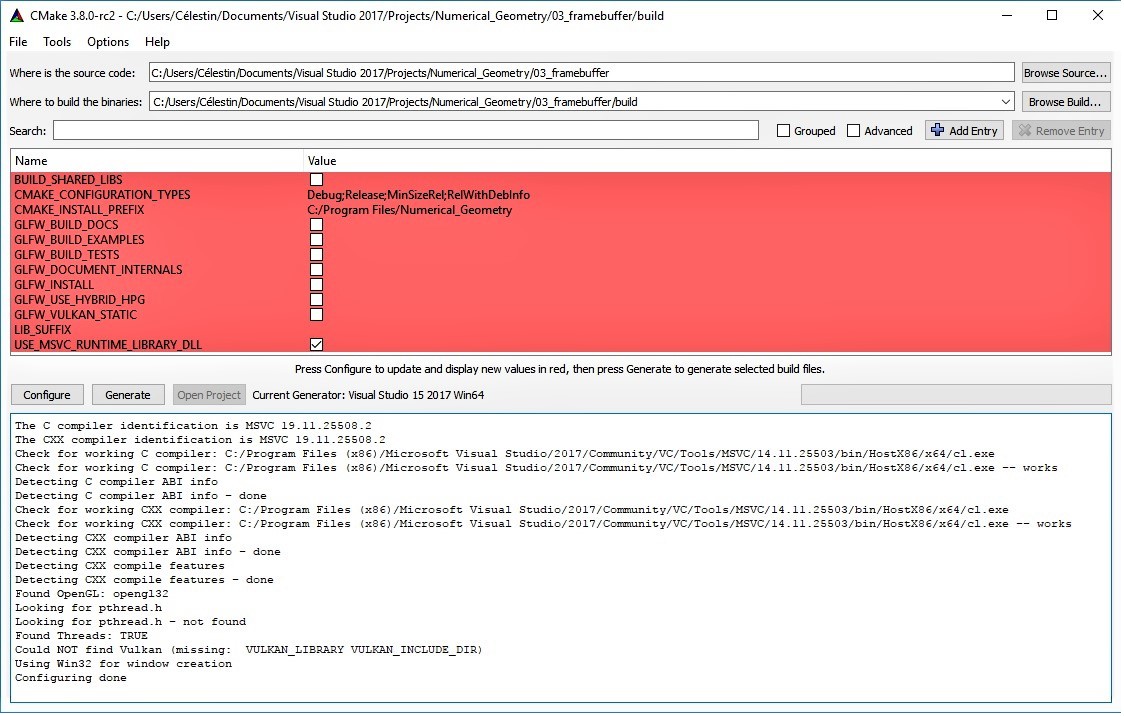 CMake 3.8.0-rc2 - C:/Users/Célestin/Documents/Visual Studio 2017/Projects/Numerical_Geometry/03_framebuffer/build
File Tools Options Help
Where is the source code: C:/Users/Célestin/Documents/Visual Studio 2017/Projects/Numerical_Geometry/03_framebuffer Browse Source...
Where to build the binaries: C:/Users/Célestin/Documents/Visual Studio 2017/Projects/Numerical_Geometry/03_framebuffer/build Browse Build...
Search: Grouped Advanced Add Entry Remove Entry
Name Value
BUILD_SHARED_LIBS
CMAKE_CONFIGURATION_TYPES Debug;Release;MinSizeRel;RelWithDebInfo
CMAKE_INSTALL_PREFIX C:/Program Files/Numerical_Geometry
GLFW_BUILD_DOCS
GLFW_BUILD_EXAMPLES
GLFW_BUILD_TESTS
GLFW_DOCUMENT_INTERNALS
GLFW_INSTALL
GLFW_USE_HYBRID_HPG
GLFW_VULKAN_STATIC
LIB_SUFFIX
USE_MSVC_RUNTIME_LIBRARY_DLL
Press Configure to update and display new values in red, then press Generate to generate selected build files.
Configure Generate Open Project Current Generator: Visual Studio 15 2017 Win64
The C compiler identification is MSVC 19.11.25508.2
The CXX compiler identification is MSVC 19.11.25508.2
Check for working C compiler: C:/Program Files (x86)/Microsoft Visual Studio/2017/Community/VC/Tools/MSVC/14.11.25503/bin/HostX86/x64/cl.exe
Check for working C compiler: C:/Program Files (x86)/Microsoft Visual Studio/2017/Community/VC/Tools/MSVC/14.11.25503/bin/HostX86/x64/cl.exe -- works
Detecting C compiler ABI info
Detecting C compiler ABI info - done
Check for working CXX compiler: C:/Program Files (x86)/Microsoft Visual Studio/2017/Community/VC/Tools/MSVC/14.11.25503/bin/HostX86/x64/cl.exe
Check for working CXX compiler: C:/Program Files (x86)/Microsoft Visual Studio/2017/Community/VC/Tools/MSVC/14.11.25503/bin/HostX86/x64/cl.exe -- works
Detecting CXX compiler ABI info
Detecting CXX compiler ABI info - done
Detecting CXX compile features
Detecting CXX compile features - done
Found OpenGL: opengl32
Looking for pthread.h
Looking for pthread.h - not found
Found Threads: TRUE
Could NOT find Vulkan (missing:  VULKAN_LIBRARY VULKAN_INCLUDE_DIR)
Using Win32 for window creation
Configuring done